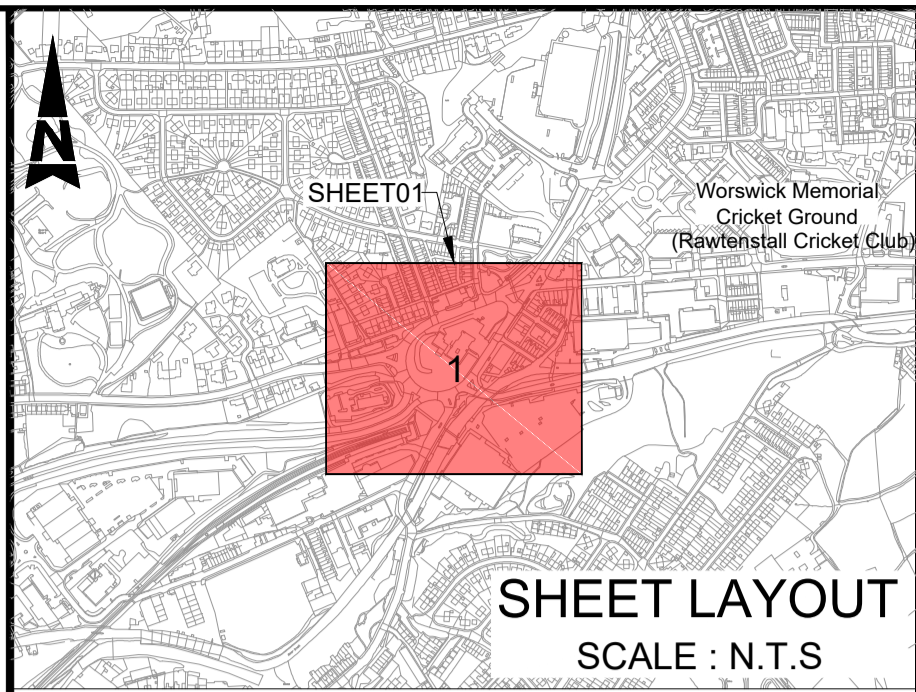 N
SHEET01
Worswick Memorial
Cricket Ground
(Rawtenstall Cricket Club)
1
SHEET LAYOUT
SCALE : N.T.S